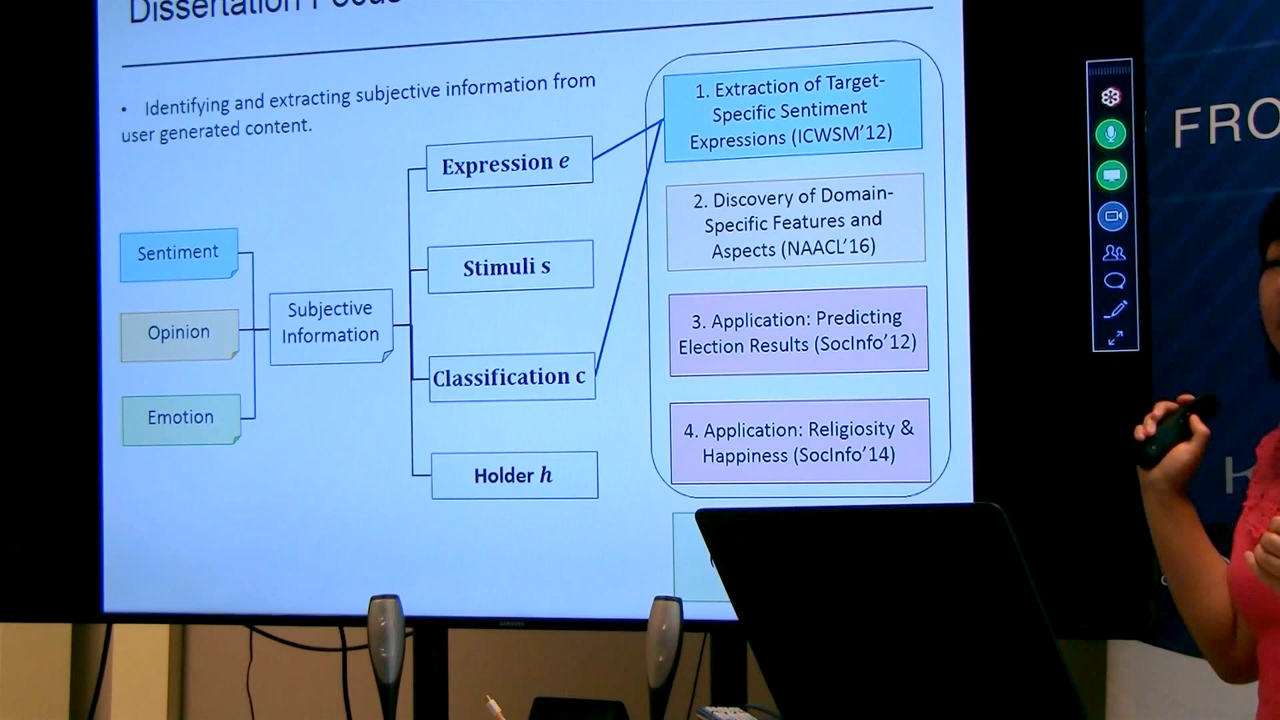 Dissertation Focus
• Identifying and extracting subjective information from
user generated content.
Sentiment
Opinion
Emotion
Subjective
Information
Expression e
Stimuli s
Classification c
Holder h
1. Extraction of Target-
Specific Sentiment
Expressions (ICWSM'12)
2. Discovery of Domain-
Specific Features and
Aspects (NAACL'16)
3. Application: Predicting
Election Results (SocInfo'12)
4. Application: Religiosity &
Happiness (SocInfo'14)
SAMSUNG
FRO
K